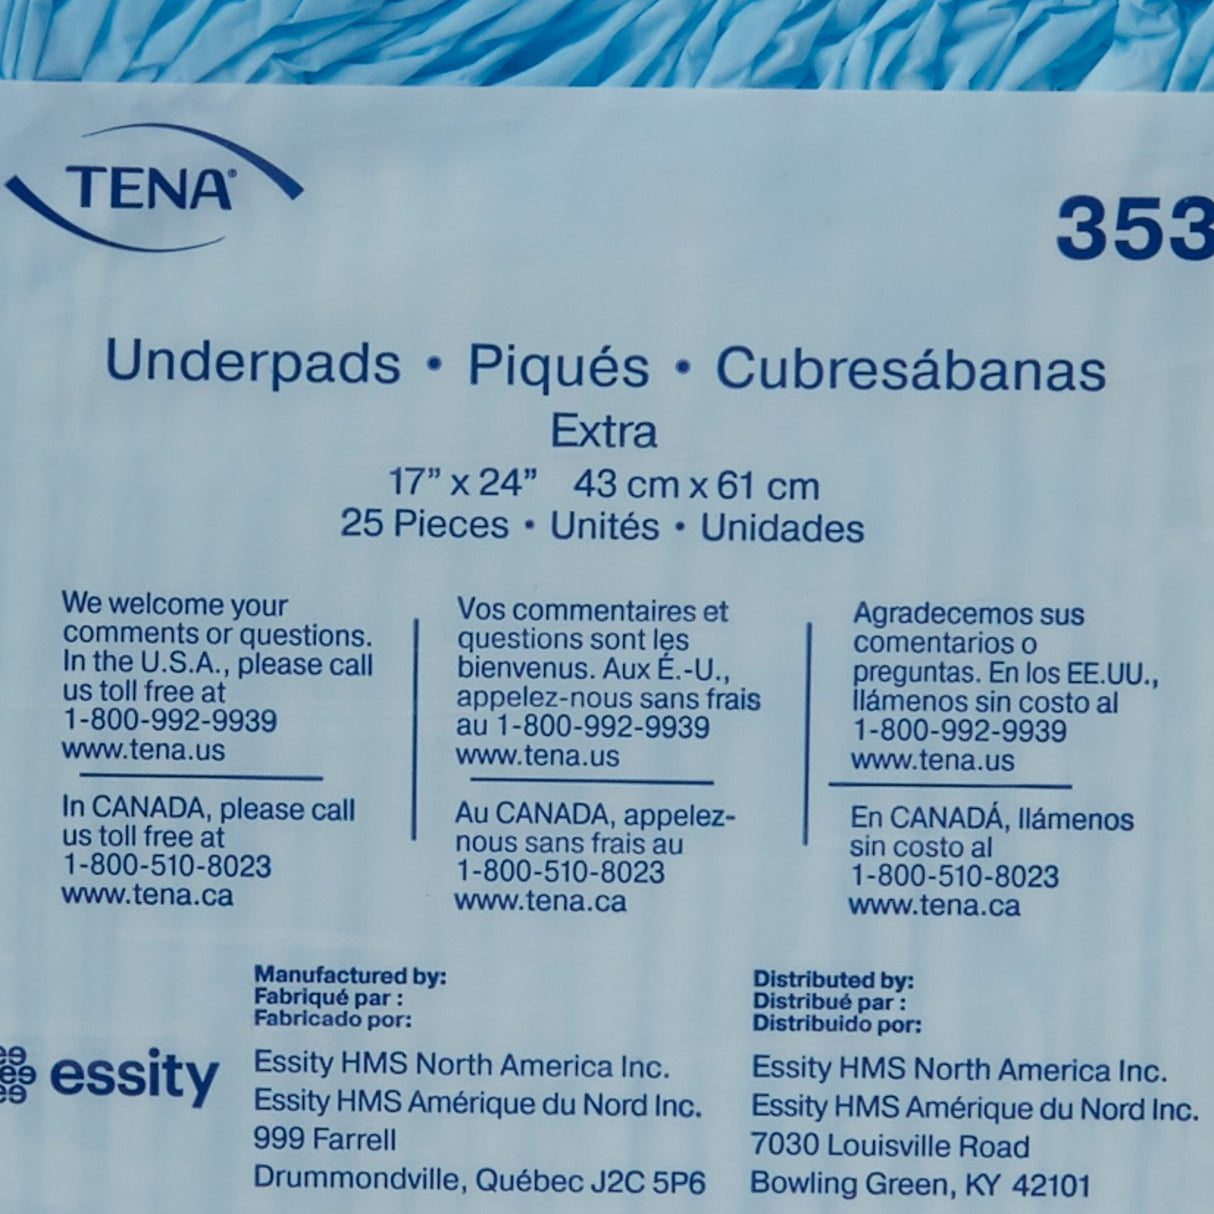 TENA®
353
Underpads • Piqués • Cubresábanas
Extra
17” x 24” 43 cm x 61 cm
25 Pieces • Unités • Unidades
We welcome your
comments or questions.
In the U.S.A., please call
us toll free at
1-800-992-9939
www.tena.us
In CANADA, please call
us toll free at
1-800-510-8023
www.tena.ca
Vos commentaires et
questions sont les
bienvenus. Aux É.-U.,
appelez-nous sans frais
au 1-800-992-9939
www.tena.us
Au CANADA, appelez-
nous sans frais au
1-800-510-8023
www.tena.ca
Agradecemos sus
comentarios o
preguntas. En los EE.UU.,
llámenos sin costo al
1-800-992-9939
www.tena.us
En CANADÁ, llámenos
sin costo al
1-800-510-8023
www.tena.ca
essity
Manufactured by:
Fabriqué par :
Fabricado por:
Essity HMS North America Inc.
Essity HMS Amérique du Nord Inc.
999 Farrell
Drummondville, Québec J2C 5P6
Distributed by:
Distribué par :
Distribuido por:
Essity HMS North America Inc.
Essity HMS Amérique du Nord Inc.
7030 Louisville Road
Bowling Green, KY 42101